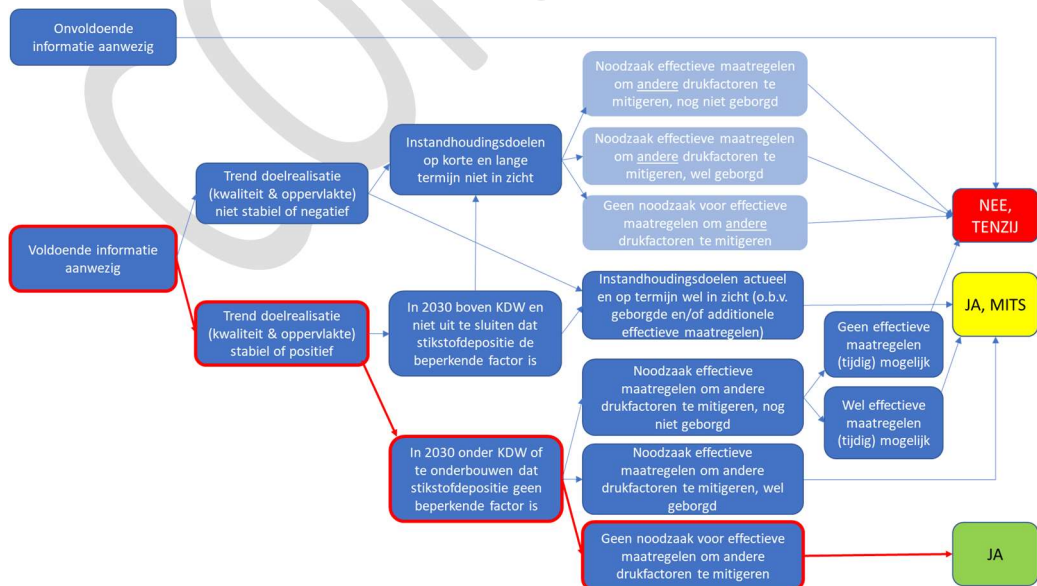 Onvoldoende
informatie aanwezig
Noodzaak effectieve maatregelen
om andere drukfactoren te
mitigeren, nog niet geborgd
Instandhoudingsdoelen
op korte en lange
termijn niet in zicht
Noodzaak effectieve maatregelen
om andere drukfactoren te
mitigeren, wel geborgd
Trend doelrealisatie
(kwaliteit & oppervlakte)
niet stabiel of negatief
Geen noodzaak voor effectieve
maatregelen om andere
drukfactoren te mitigeren
NEE,
TENZIJ
Voldoende informatie
aanwezig
Trend doelrealisatie
(kwaliteit & oppervlakte)
stabiel of positief
In 2030 boven KDW en
niet uit te sluiten dat
stikstofdepositie de
beperkende factor is
Instandhoudingsdoelen actueel
en op termijn wel in zicht (o.b.v.
geborgde en/of additionele
effectieve maatregelen)
JA, MITS
Geen effectieve
maatregelen
(tijdig) mogelijk
Noodzaak effectieve
maatregelen om andere
drukfactoren te mitigeren, nog
niet geborgd
Wel effectieve
maatregelen
(tijdig) mogelijk
In 2030 onder KDW of
te onderbouwen dat
stikstofdepositie geen
beperkende factor is
Noodzaak effectieve
maatregelen om andere
drukfactoren te mitigeren, wel
geborgd
Geen noodzaak voor effectieve
maatregelen om andere
drukfactoren te mitigeren
JA